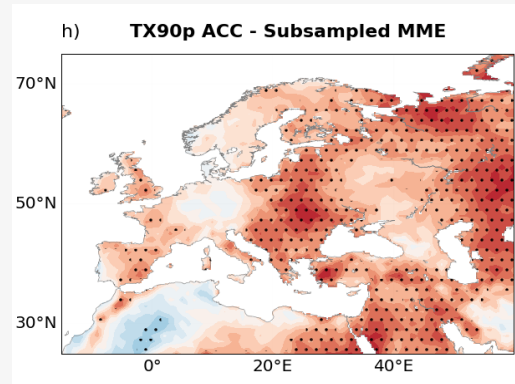 h) TX90p ACC - Subsampled MME
70°N
50°N
30°N
0° 20°E 40°E